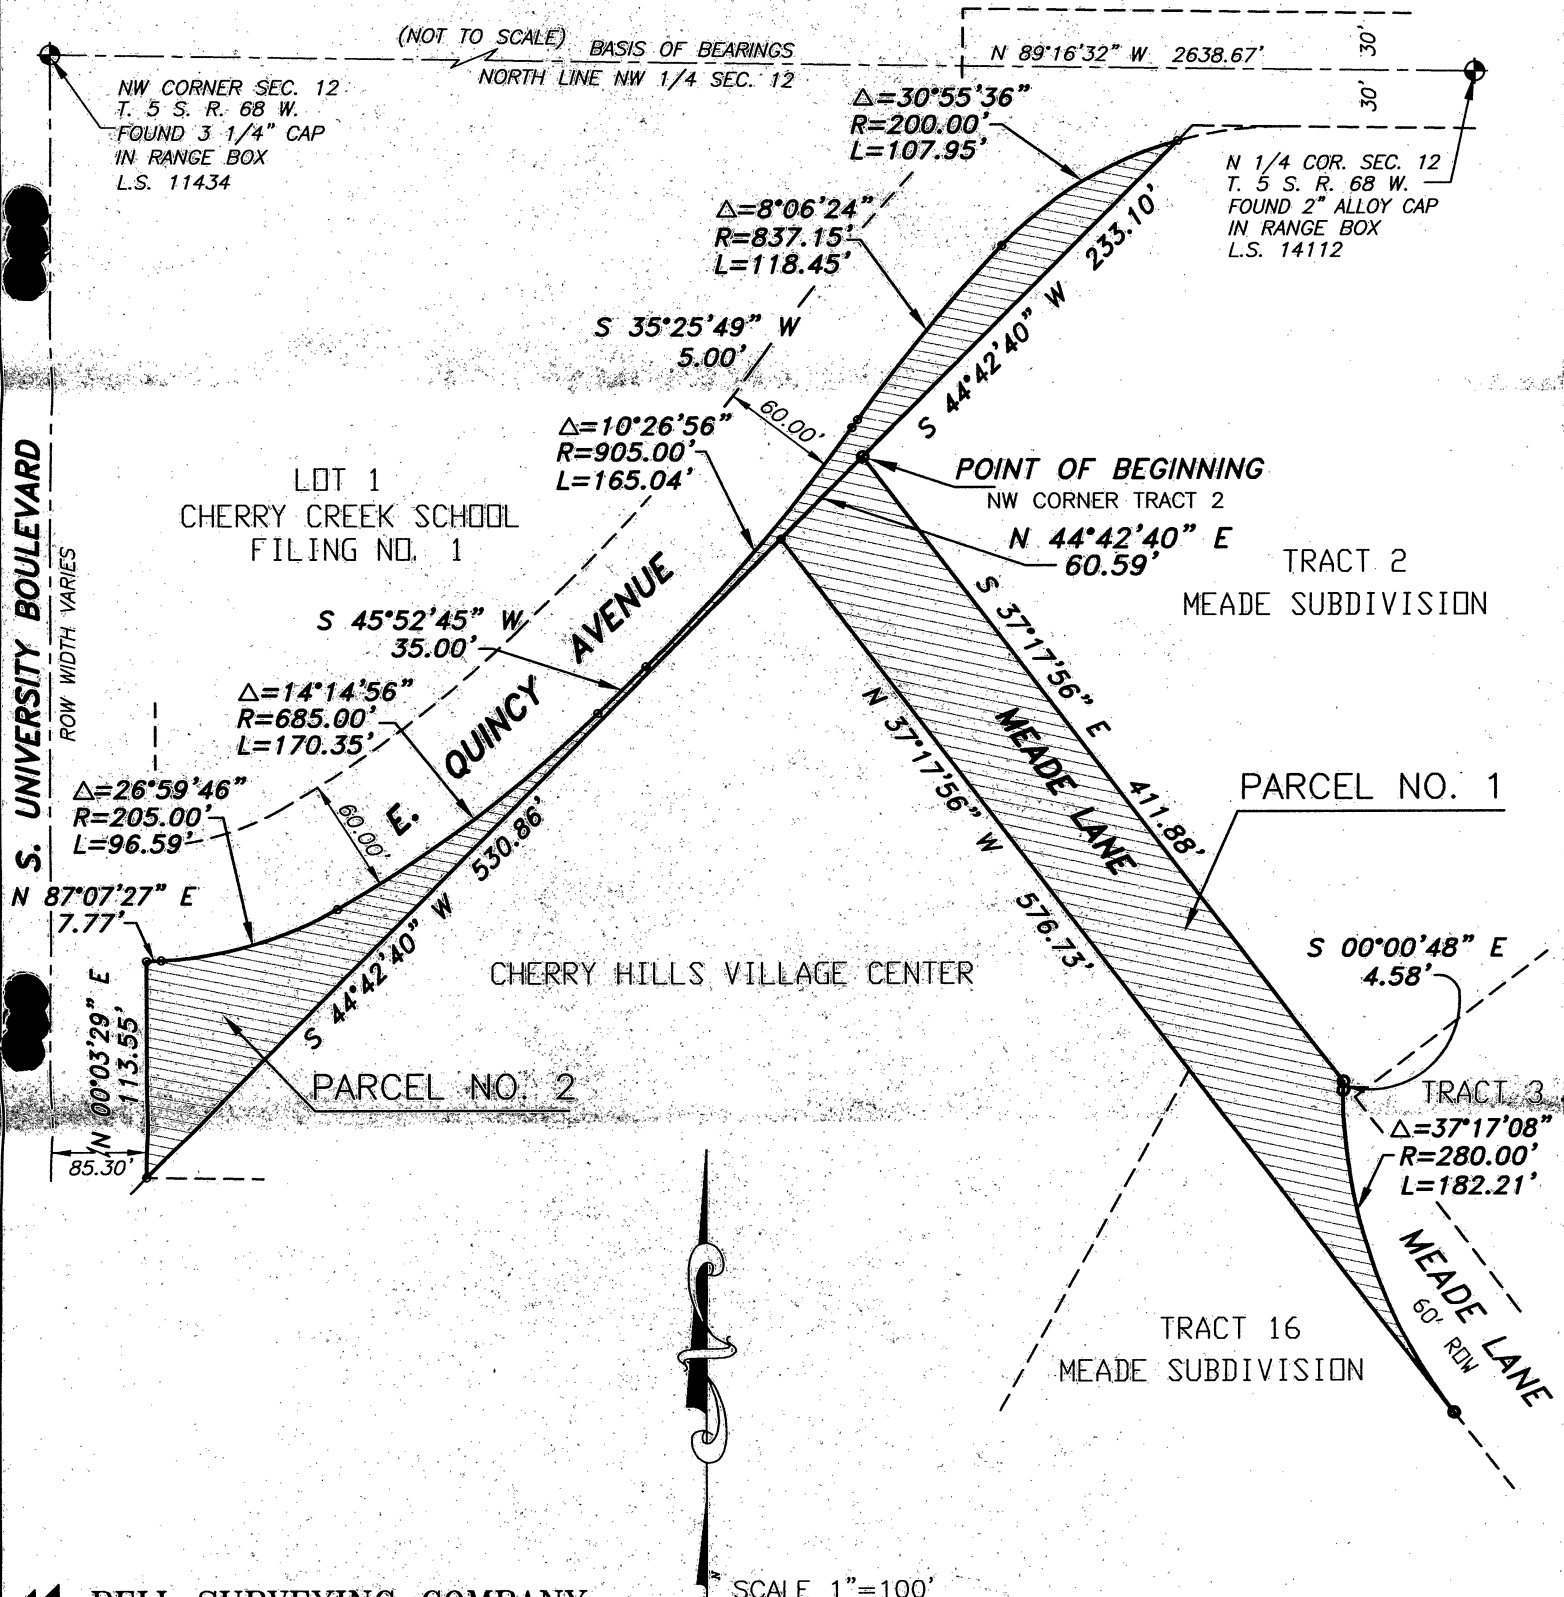 (NOT TO SCALE)
BASIS OF BEARINGS
NORTH LINE NW 1/4 SEC. 12
N 89°16'32" W 2638.67'
30'
30'
NW CORNER SEC. 12
T. 5 S. R. 68 W.
FOUND 3 1/4" CAP
IN RANGE BOX
L.S. 11434
△=30°55'36"
R=200.00'
L=107.95'
N 1/4 COR. SEC. 12
T. 5 S. R. 68 W.
FOUND 2" ALLOY CAP
IN RANGE BOX
L.S. 14112
△=8°06'24"
R=837.15'
L=118.45'
S 44°42'40" W 233.10'
S 35°25'49" W
5.00'
60.00'
△=10°26'56"
R=905.00'
L=165.04'
POINT OF BEGINNING
NW CORNER TRACT 2
N 44°42'40" E
60.59'
LOT 1
CHERRY CREEK SCHOOL
FILING NO. 1
TRACT 2
MEADE SUBDIVISION
S. UNIVERSITY BOULEVARD
ROW WIDTH VARIES
S 45°52'45" W
35.00'
E. QUINCY AVENUE
△=14°14'56"
R=685.00'
L=170.35'
S 37°17'56" E 411.88'
MEADE LANE
N 37°17'56" W 576.73'
PARCEL NO. 1
△=26°59'46"
R=205.00'
L=96.59'
60.00'
N 87°07'27" E
7.77'
S 44°42'40" W 530.86'
CHERRY HILLS VILLAGE CENTER
S 00°00'48" E
4.58'
N 00°03'29" E
113.55'
PARCEL NO. 2
85.30'
TRACT 3
△=37°17'08"
R=280.00'
L=182.21'
MEADE LANE
60' ROW
TRACT 16
MEADE SUBDIVISION
BELL SURVEYING COMPANY
SCALE 1"=100'